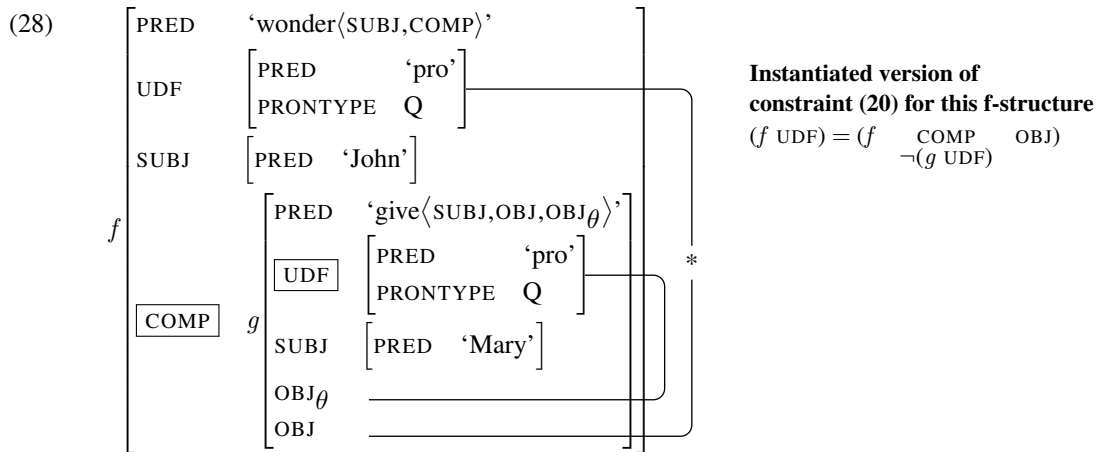 (28)
PRED ‘wonder⟨SUBJ,COMP⟩’
UDF
PRED ‘pro’
PRONTYPE Q
SUBJ [PRED ‘John’]
f
COMP
g
PRED ‘give⟨SUBJ,OBJ,OBJθ⟩’
UDF
PRED ‘pro’
PRONTYPE Q
SUBJ [PRED ‘Mary’]
OBJθ
OBJ
*
Instantiated version of
constraint (20) for this f-structure
(f UDF) = (f COMP OBJ)
¬(g UDF)